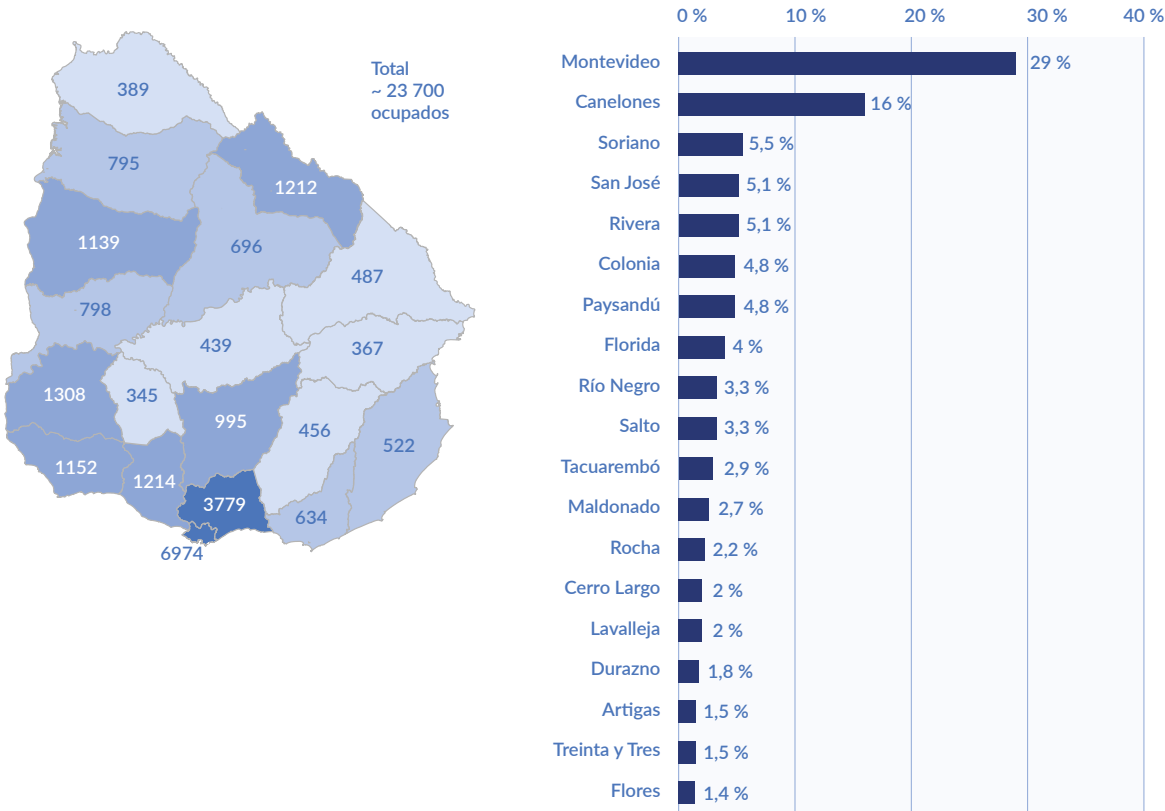 389
795
1212
1139
696
487
798
439
367
1308
345
995
456
522
1152
1214
3779
634
6974
Total
~ 23 700
ocupados
0 % 10 % 20 % 30 % 40 %
Montevideo 29 %
Canelones 16 %
Soriano 5,5 %
San José 5,1 %
Rivera 5,1 %
Colonia 4,8 %
Paysandú 4,8 %
Florida 4 %
Río Negro 3,3 %
Salto 3,3 %
Tacuarembó 2,9 %
Maldonado 2,7 %
Rocha 2,2 %
Cerro Largo 2 %
Lavalleja 2 %
Durazno 1,8 %
Artigas 1,5 %
Treinta y Tres 1,5 %
Flores 1,4 %